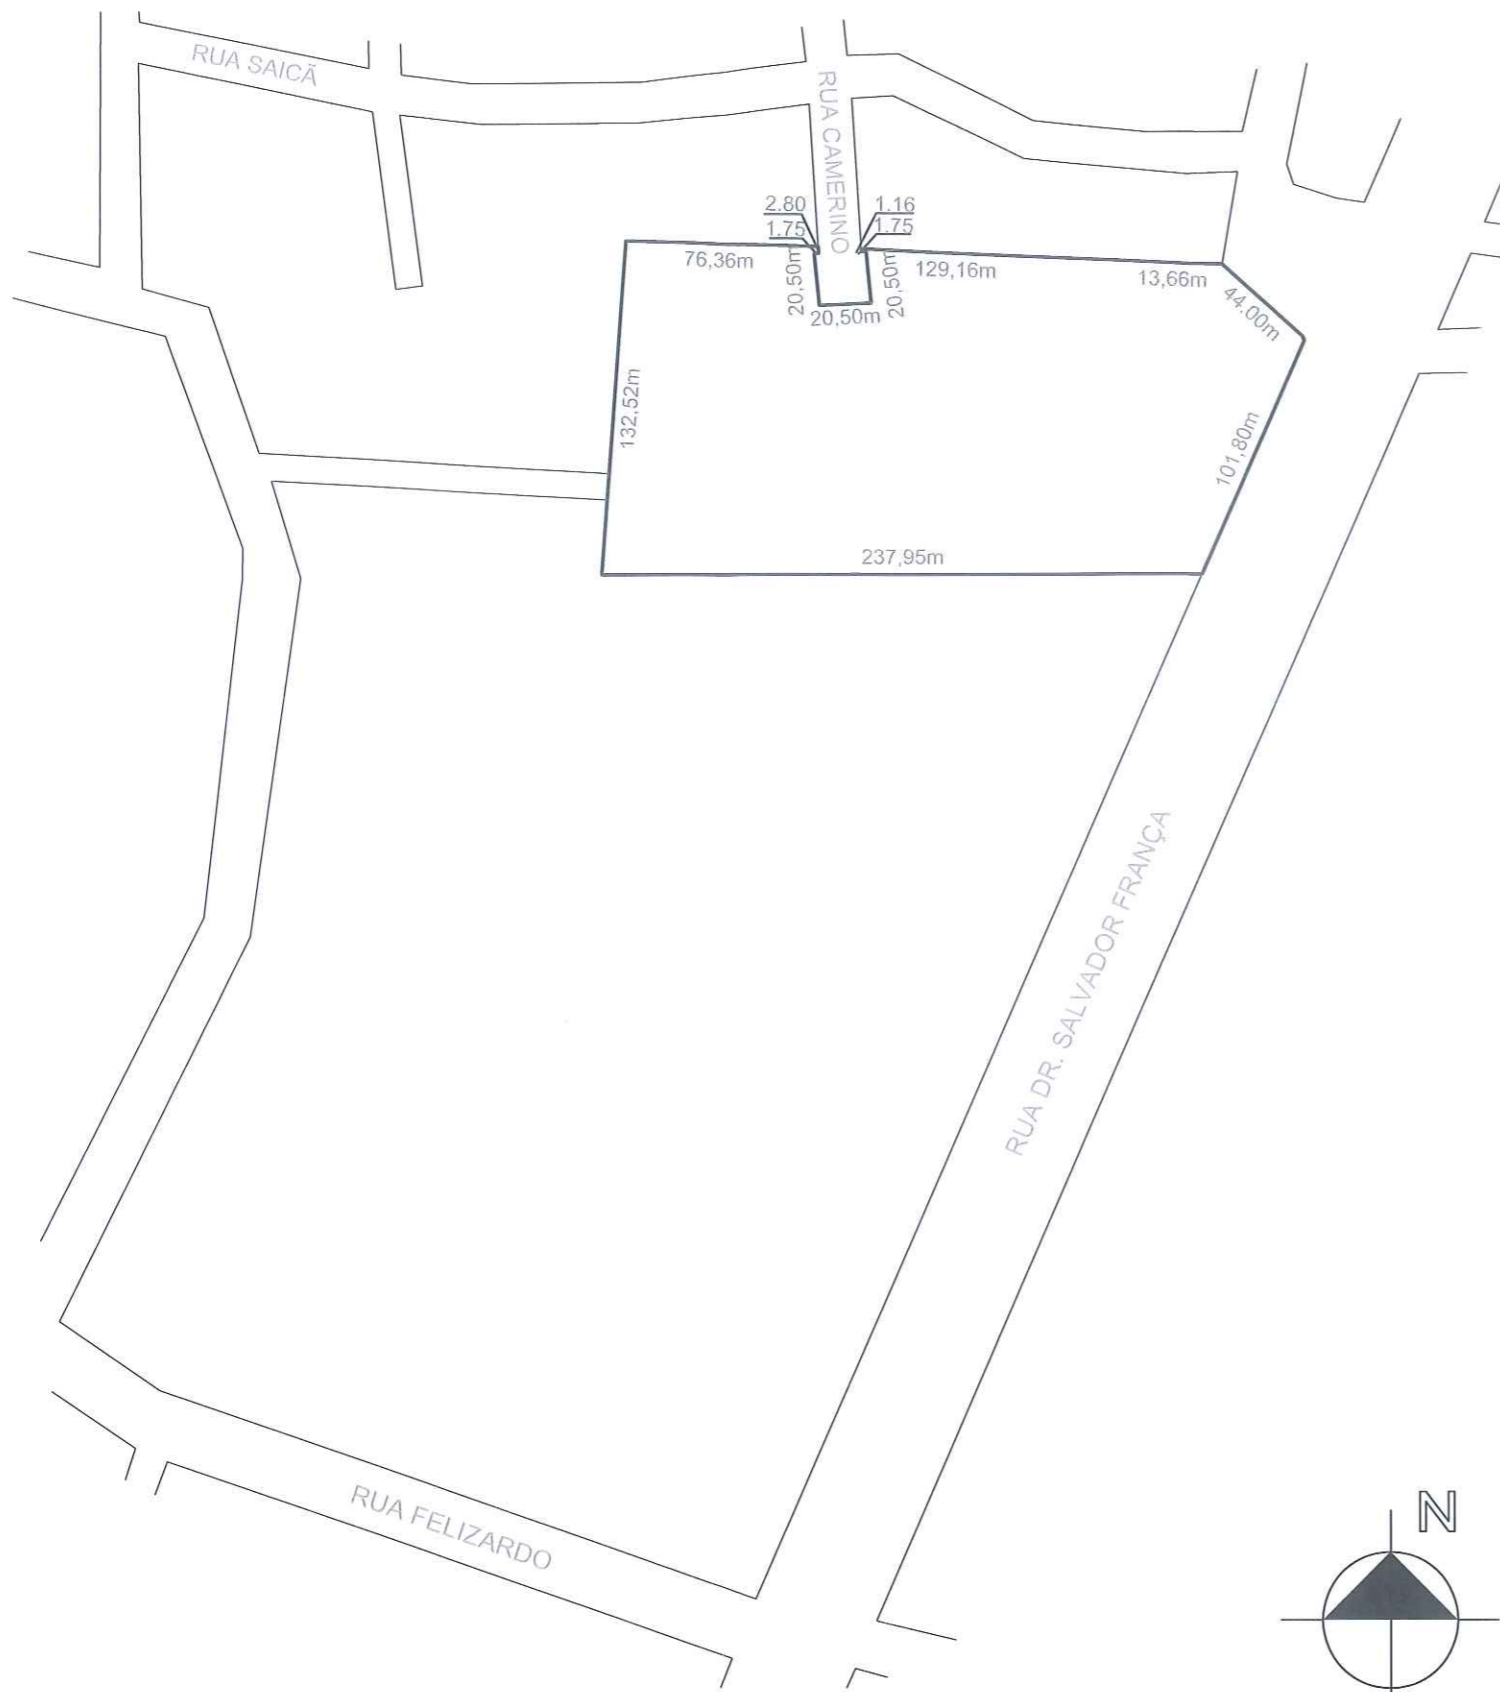 RUA SAICÃ
RUA CAMERINO
2.80
1.16
1.75
1.75
76,36m
20,50m
20,50m
20,50m
129,16m
13,66m
44.00m
132,52m
101,80m
237,95m
RUA DR. SALVADOR FRANÇA
RUA FELIZARDO
N